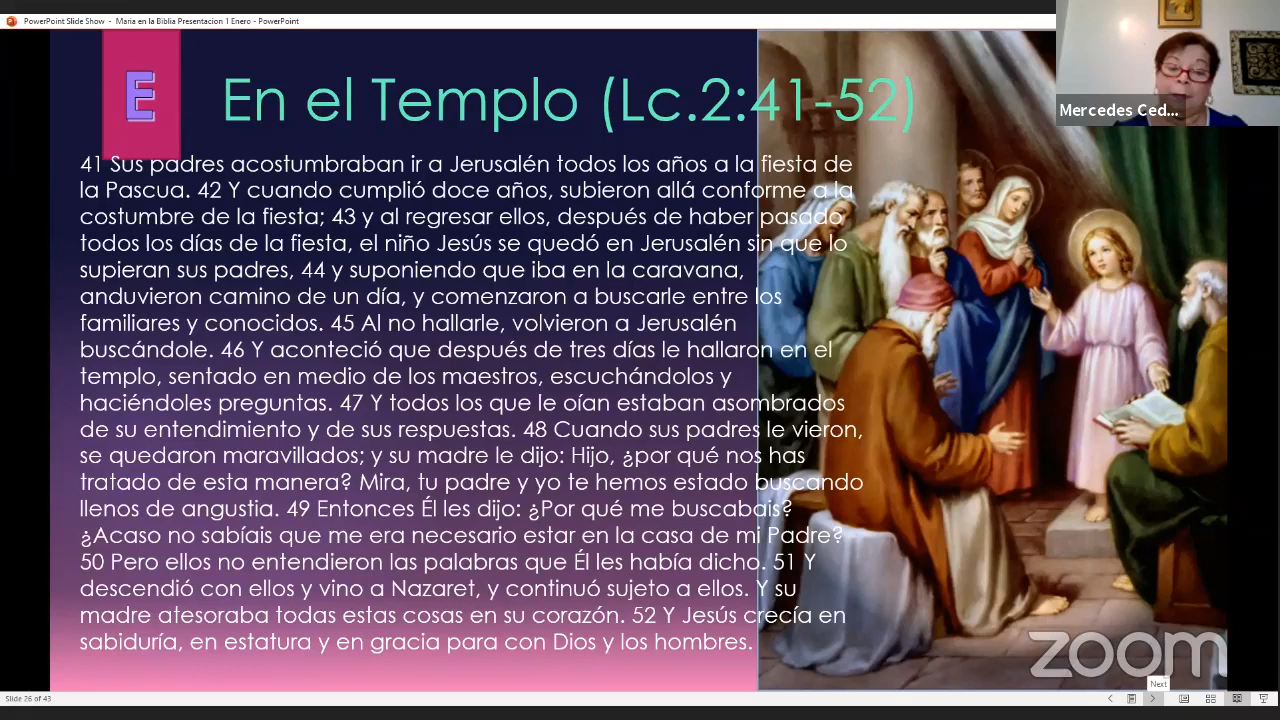 PowerPoint Slide Show - Maria en la Biblia Presentacion 1 Enero - PowerPoint
Mercedes Ced...
E
En el Templo (Lc.2:41-52)
41 Sus padres acostumbraban ir a Jerusalén todos los años a la fiesta de
la Pascua. 42 Y cuando cumplió doce años, subieron allá conforme a la
costumbre de la fiesta; 43 y al regresar ellos, después de haber pasado
todos los días de la fiesta, el niño Jesús se quedó en Jerusalén sin que lo
supieran sus padres, 44 y suponiendo que iba en la caravana,
anduvieron camino de un día, y comenzaron a buscarle entre los
familiares y conocidos. 45 Al no hallarle, volvieron a Jerusalén
buscándole. 46 Y aconteció que después de tres días le hallaron en el
templo, sentado en medio de los maestros, escuchándolos y
haciéndoles preguntas. 47 Y todos los que le oían estaban asombrados
de su entendimiento y de sus respuestas. 48 Cuando sus padres le vieron,
se quedaron maravillados; y su madre le dijo: Hijo, ¿por qué nos has
tratado de esta manera? Mira, tu padre y yo te hemos estado buscando
llenos de angustia. 49 Entonces Él les dijo: ¿Por qué me buscabais?
¿Acaso no sabíais que me era necesario estar en la casa de mi Padre?
50 Pero ellos no entendieron las palabras que Él les había dicho. 51 Y
descendió con ellos y vino a Nazaret, y continuó sujeto a ellos. Y su
madre atesoraba todas estas cosas en su corazón. 52 Y Jesús crecía en
sabiduría, en estatura y en gracia para con Dios y los hombres.
zoom
Next
Slide 26 of 43